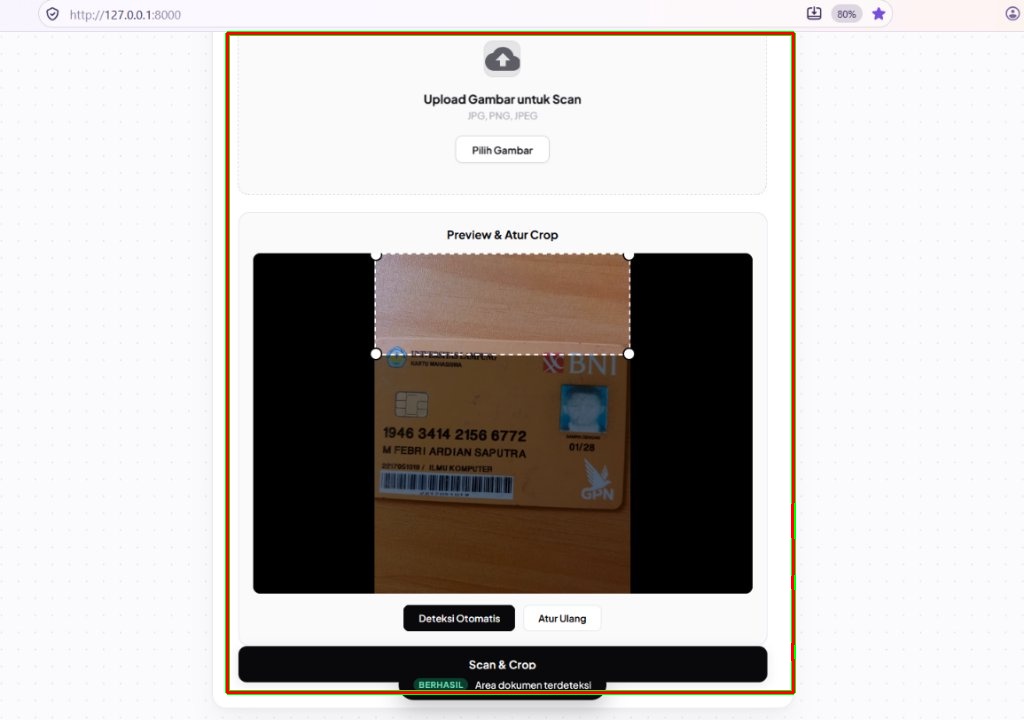 http://127.0.0.1:8000
80%
Upload Gambar untuk Scan
JPG, PNG, JPEG
Pilih Gambar
Preview & Atur Crop
KARTU MAHASISWA
BNI
1946 3414 2156 6772
M FEBRI ARDIAN SAPUTRA
01/28
/ ILMU KOMPUTER
GPN
Deteksi Otomatis
Atur Ulang
Scan & Crop
BERHASIL Area dokumen terdeteksi